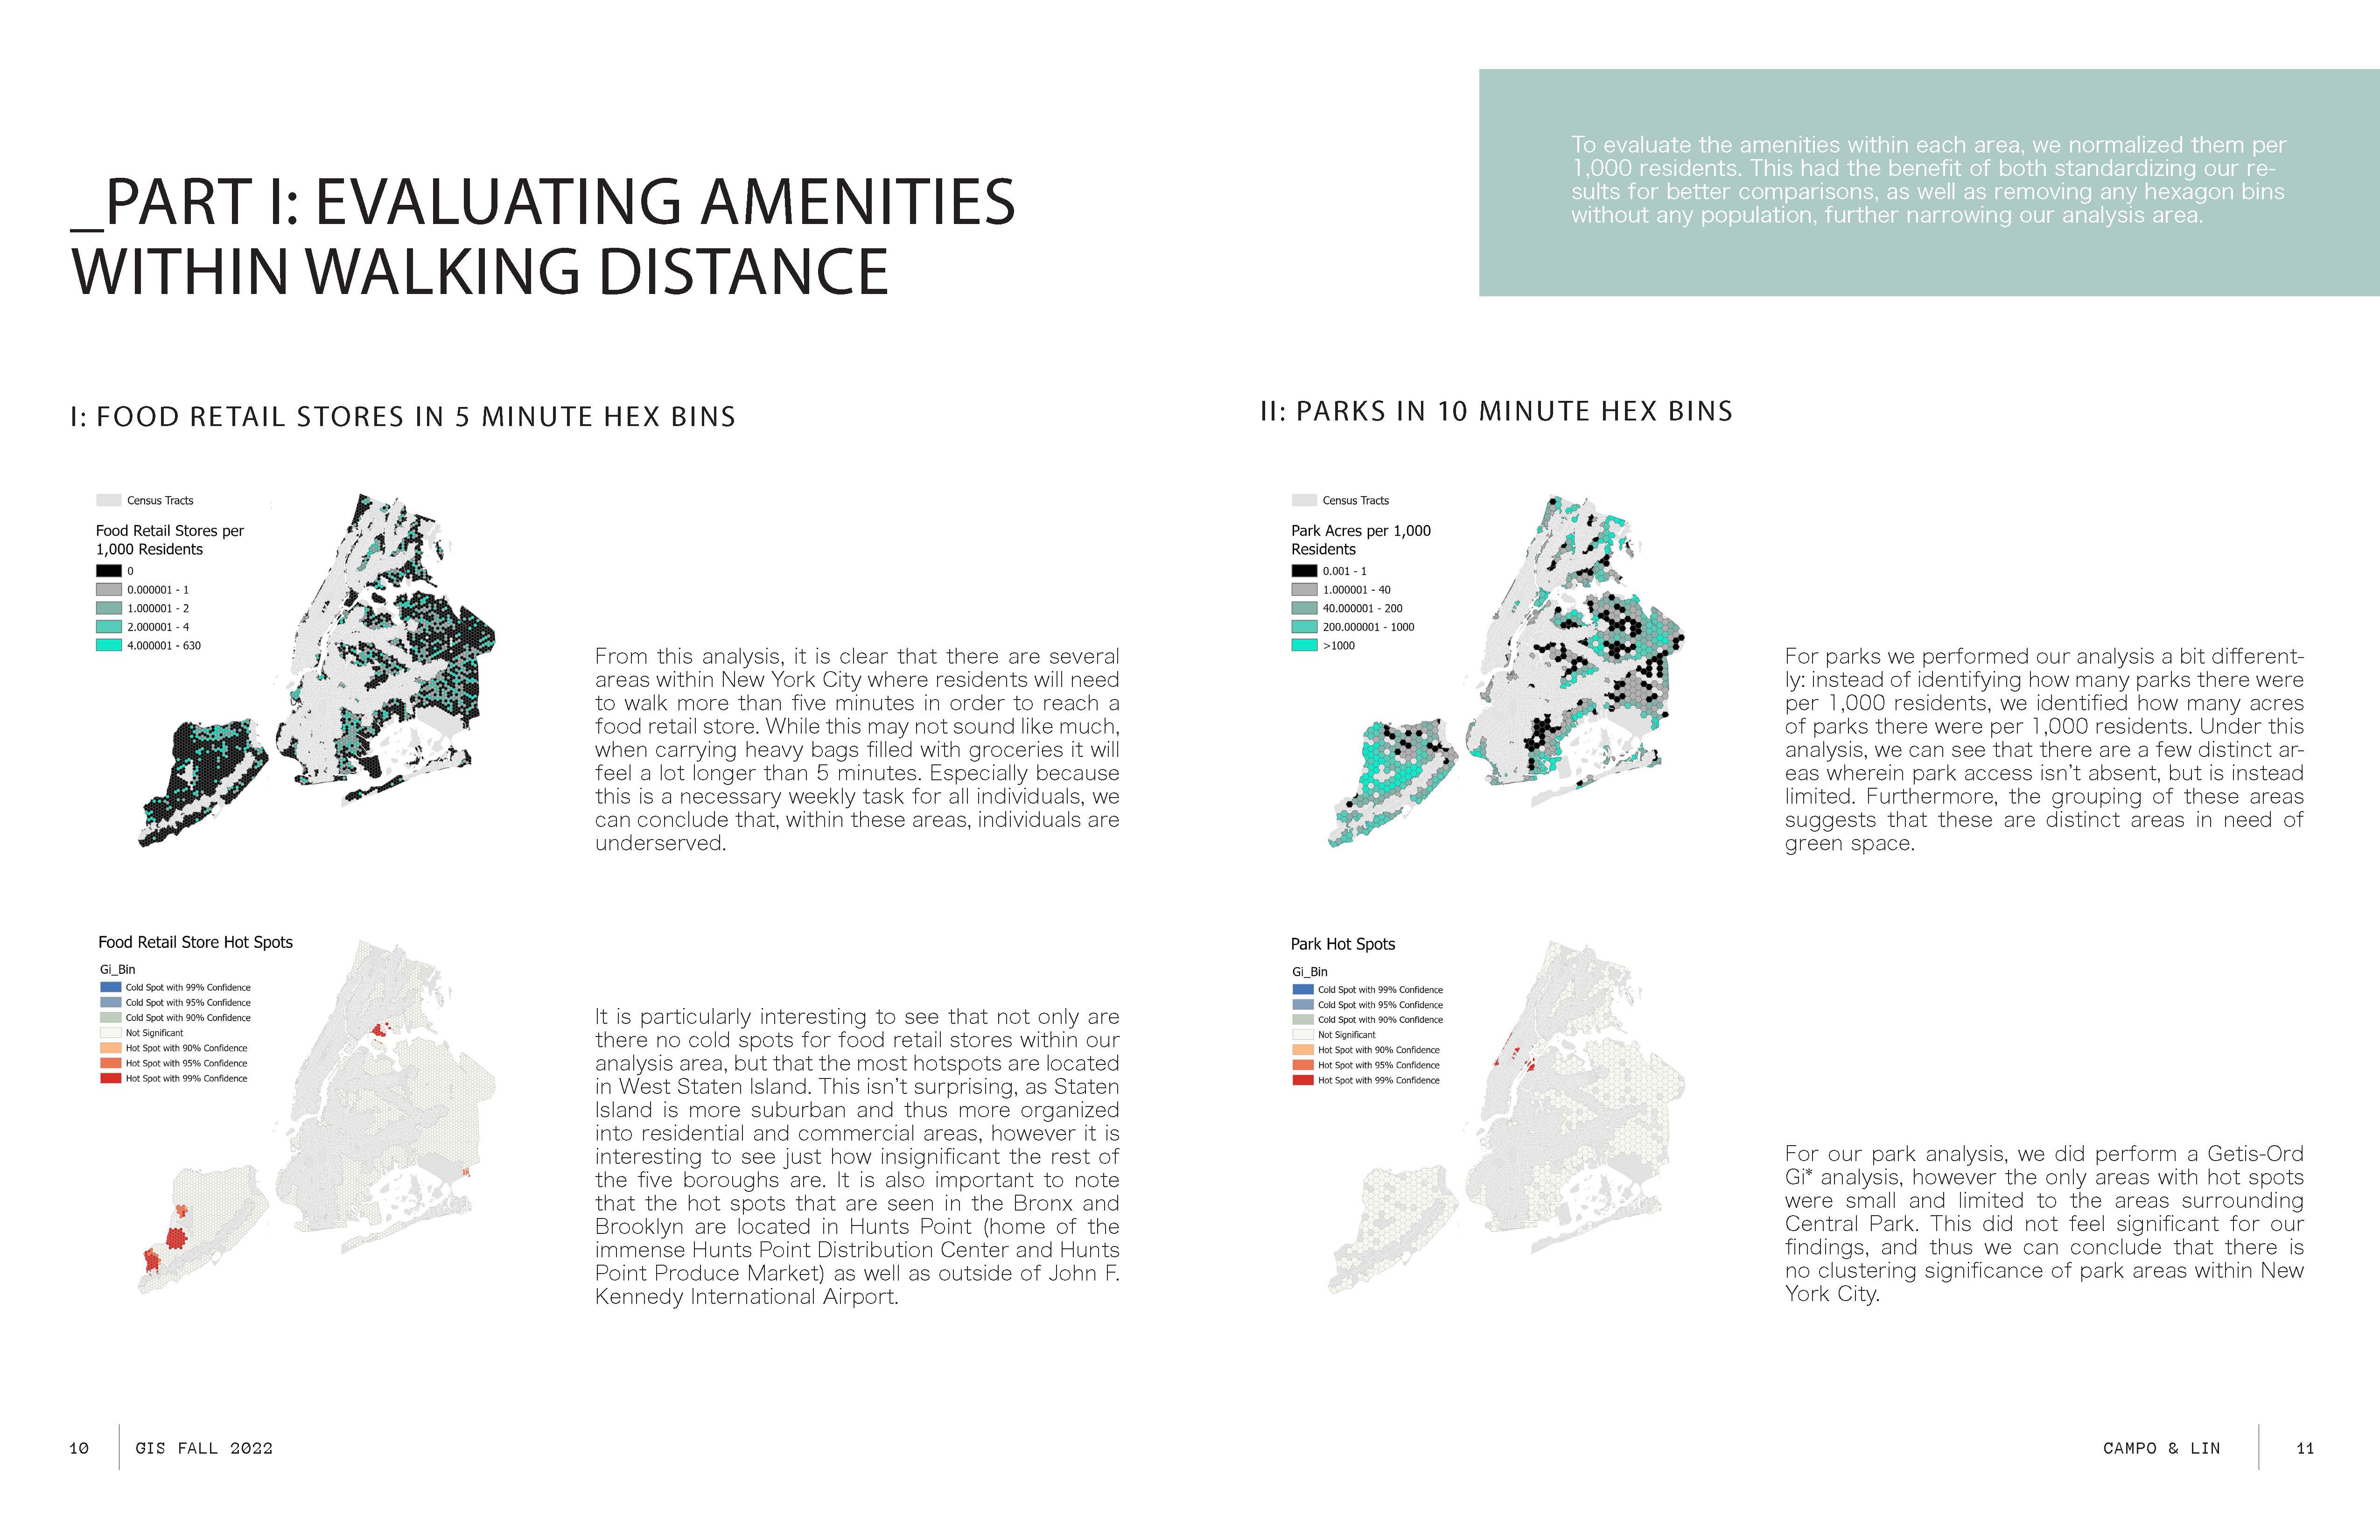 _PART I: EVALUATING AMENITIES
WITHIN WALKING DISTANCE
To evaluate the amenities within each area, we normalized them per
1,000 residents. This had the benefit of both standardizing our re-
sults for better comparisons, as well as removing any hexagon bins
without any population, further narrowing our analysis area.
I: FOOD RETAIL STORES IN 5 MINUTE HEX BINS
Census Tracts
Food Retail Stores per
1,000 Residents
0
0.000001 - 1
1.000001 - 2
2.000001 - 4
4.000001 - 630
From this analysis, it is clear that there are several
areas within New York City where residents will need
to walk more than five minutes in order to reach a
food retail store. While this may not sound like much,
when carrying heavy bags filled with groceries it will
feel a lot longer than 5 minutes. Especially because
this is a necessary weekly task for all individuals, we
can conclude that, within these areas, individuals are
underserved.
Food Retail Store Hot Spots
Gi_Bin
Cold Spot with 99% Confidence
Cold Spot with 95% Confidence
Cold Spot with 90% Confidence
Not Significant
Hot Spot with 90% Confidence
Hot Spot with 95% Confidence
Hot Spot with 99% Confidence
It is particularly interesting to see that not only are
there no cold spots for food retail stores within our
analysis area, but that the most hotspots are located
in West Staten Island. This isn't surprising, as Staten
Island is more suburban and thus more organized
into residential and commercial areas, however it is
interesting to see just how insignificant the rest of
the five boroughs are. It is also important to note
that the hot spots that are seen in the Bronx and
Brooklyn are located in Hunts Point (home of the
immense Hunts Point Distribution Center and Hunts
Point Produce Market) as well as outside of John F.
Kennedy International Airport.
II: PARKS IN 10 MINUTE HEX BINS
Census Tracts
Park Acres per 1,000
Residents
0.001 - 1
1.000001 - 40
40.000001 - 200
200.000001 - 1000
>1000
For parks we performed our analysis a bit different-
ly: instead of identifying how many parks there were
per 1,000 residents, we identified how many acres
of parks there were per 1,000 residents. Under this
analysis, we can see that there are a few distinct ar-
eas wherein park access isn't absent, but is instead
limited. Furthermore, the grouping of these areas
suggests that these are distinct areas in need of
green space.
Park Hot Spots
Gi_Bin
Cold Spot with 99% Confidence
Cold Spot with 95% Confidence
Cold Spot with 90% Confidence
Not Significant
Hot Spot with 90% Confidence
Hot Spot with 95% Confidence
Hot Spot with 99% Confidence
For our park analysis, we did perform a Getis-Ord
Gi* analysis, however the only areas with hot spots
were small and limited to the areas surrounding
Central Park. This did not feel significant for our
findings, and thus we can conclude that there is
no clustering significance of park areas within New
York City.
10
GIS FALL 2022
CAMPO & LIN
11